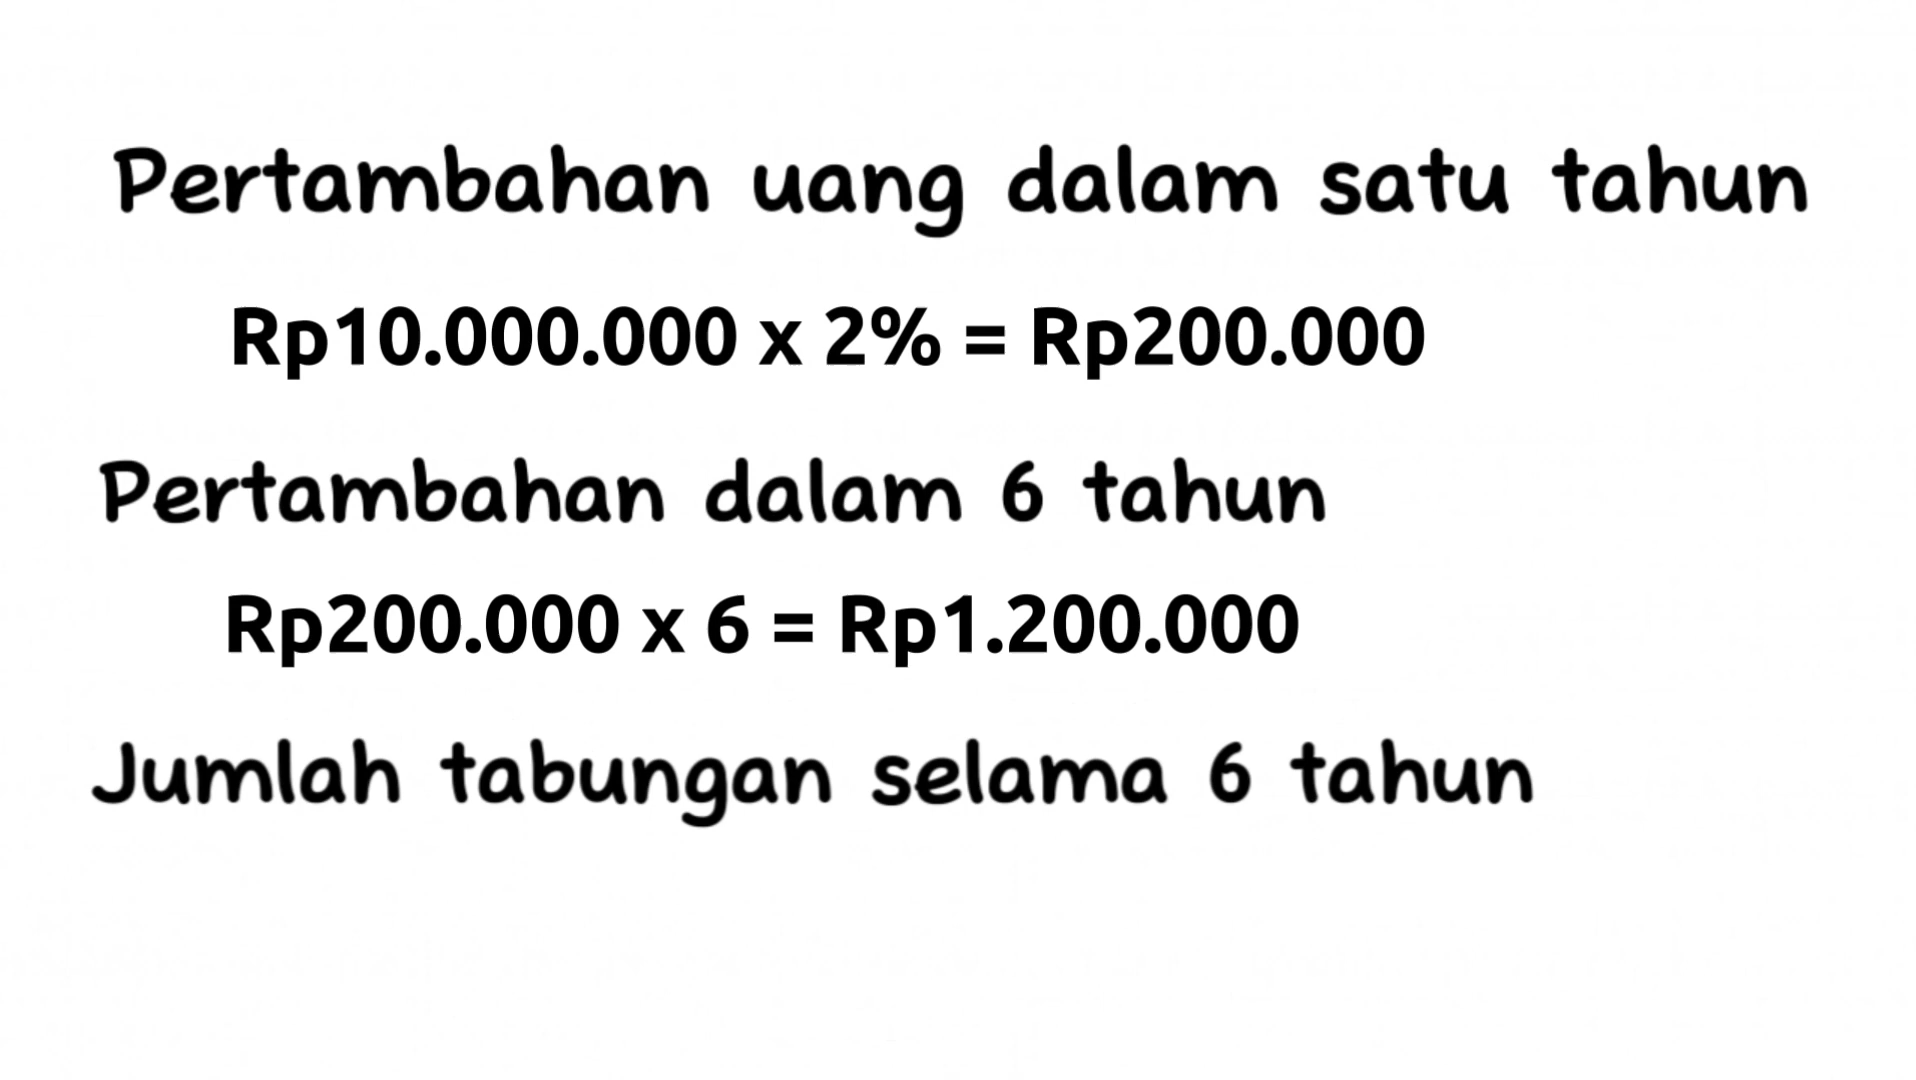 Pertambahan uang dalam satu tahun
Rp10.000.000 x 2% = Rp200.000
Pertambahan dalam 6 tahun
Rp200.000 x 6 = Rp1.200.000
Jumlah tabungan selama 6 tahun